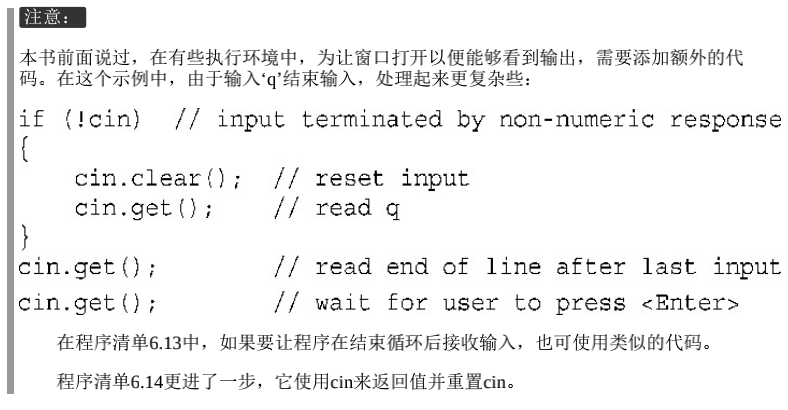 注意：
本书前面说过，在有些执行环境中，为让窗口打开以便能够看到输出，需要添加额外的代
码。在这个示例中，由于输入‘q’结束输入，处理起来更复杂些：
if (!cin)  // input terminated by non-numeric response
{
    cin.clear();  // reset input
    cin.get();    // read q
}
cin.get();        // read end of line after last input
cin.get();        // wait for user to press <Enter>
在程序清单6.13中，如果要让程序在结束循环后接收输入，也可使用类似的代码。
程序清单6.14更进了一步，它使用cin来返回值并重置cin。